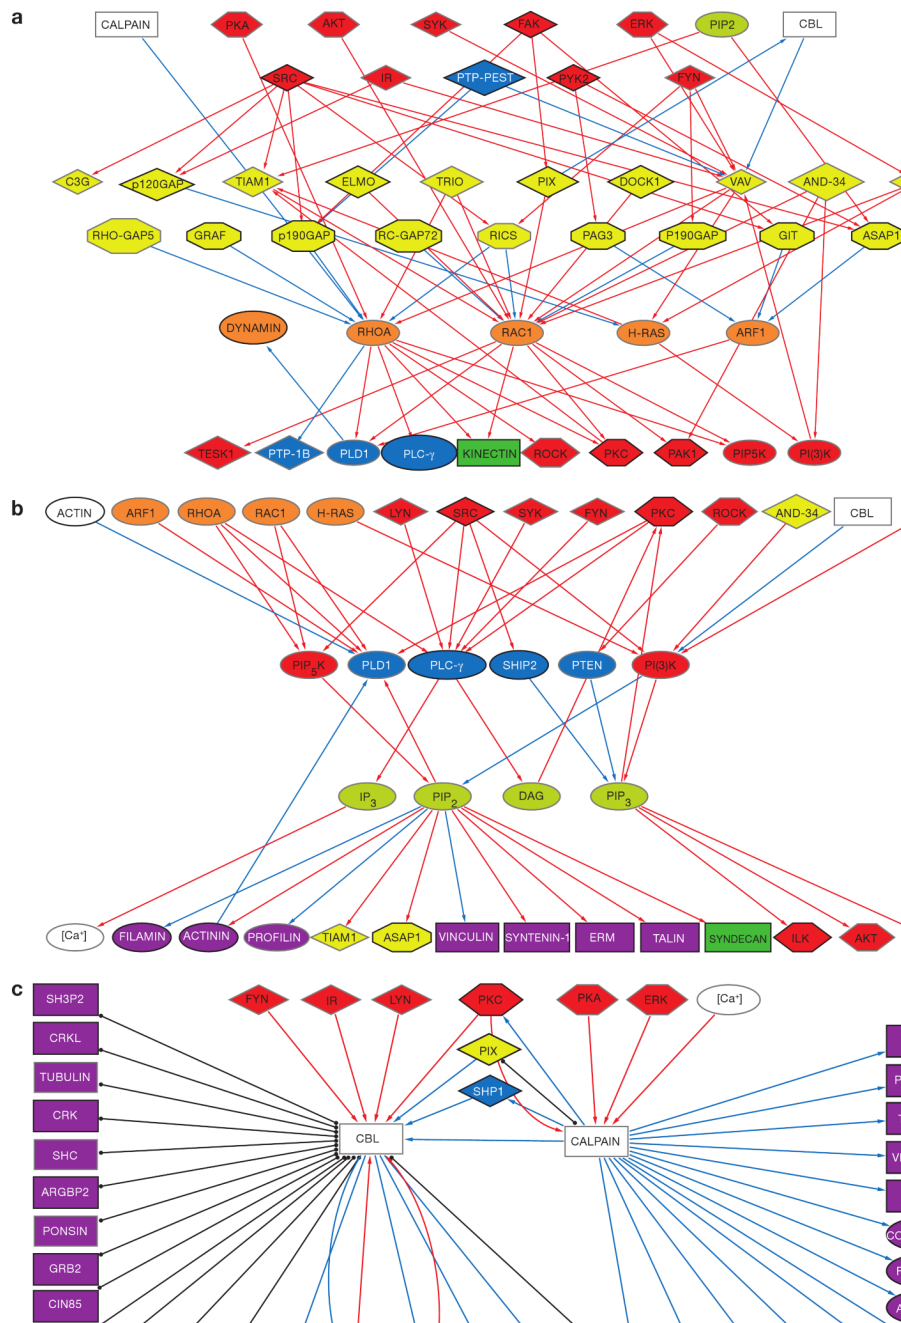 a
CALPAIN PKA AKT SYK FAK ERK PIP2 CBL
SRC IR PTP-PEST PYK2 FYN
C3G p120GAP TIAM1 ELMO TRIO PIX DOCK1 VAV AND-34
RHO-GAP5 GRAF p190GAP RC-GAP72 RICS PAG3 P190GAP GIT ASAP1
DYNAMIN RHOA RAC1 H-RAS ARF1
TESK1 PTP-1B PLD1 PLC-γ KINECTIN ROCK PKC PAK1 PIP5K PI(3)K
b
ACTIN ARF1 RHOA RAC1 H-RAS LYN SRC SYK FYN PKC ROCK AND-34 CBL
PIP5K PLD1 PLC-γ SHIP2 PTEN PI(3)K
IP3 PIP2 DAG PIP3
[Ca+] FILAMIN ACTININ PROFILIN TIAM1 ASAP1 VINCULIN SYNTENIN-1 ERM TALIN SYNDECAN ILK AKT
c
SH3P2 FYN IR LYN PKC PKA ERK [Ca+]
CRKL PIX
TUBULIN SHP1
CRK CBL CALPAIN
SHC
ARGBP2
PONSIN
GRB2
CIN85